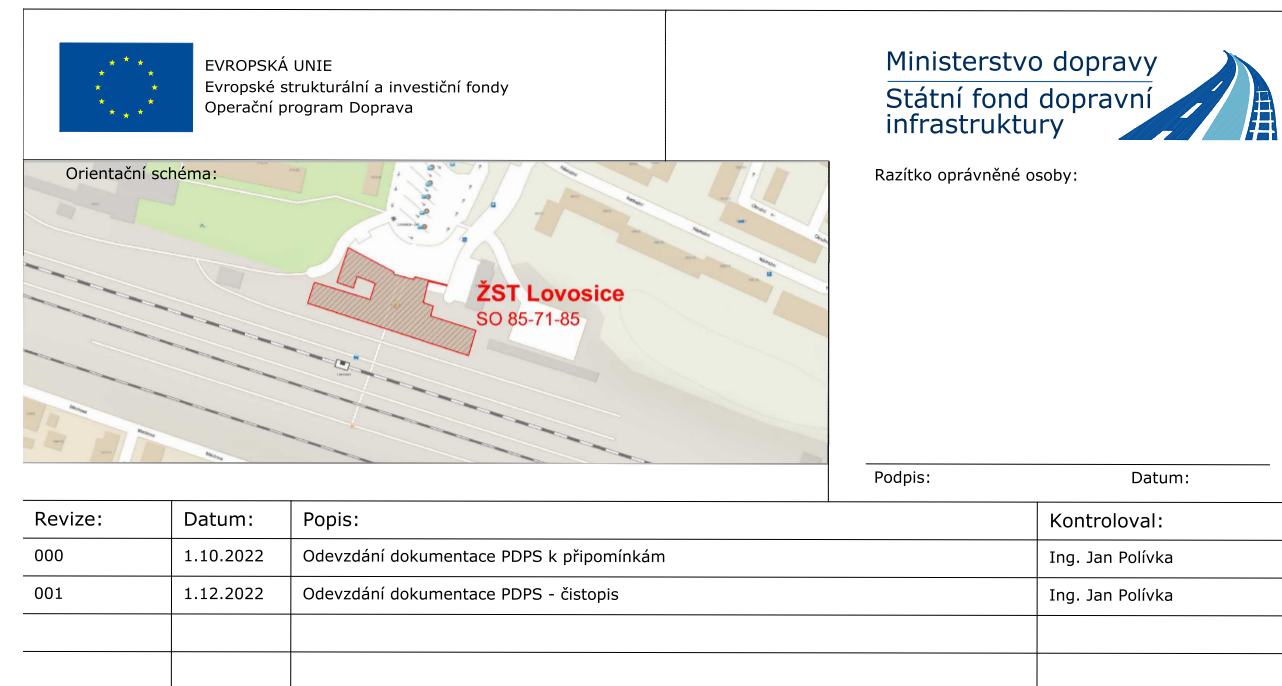 EVROPSKÁ UNIE
Evropské strukturální a investiční fondy
Operační program Doprava
Ministerstvo dopravy
Státní fond dopravní
infrastruktury
Orientační schéma:
ŽST Lovosice
SO 85-71-85
Razítko oprávněné osoby:
Podpis: Datum:
Revize: Datum: Popis: Kontroloval:
000 1.10.2022 Odevzdání dokumentace PDPS k připomínkám Ing. Jan Polívka
001 1.12.2022 Odevzdání dokumentace PDPS - čistopis Ing. Jan Polívka